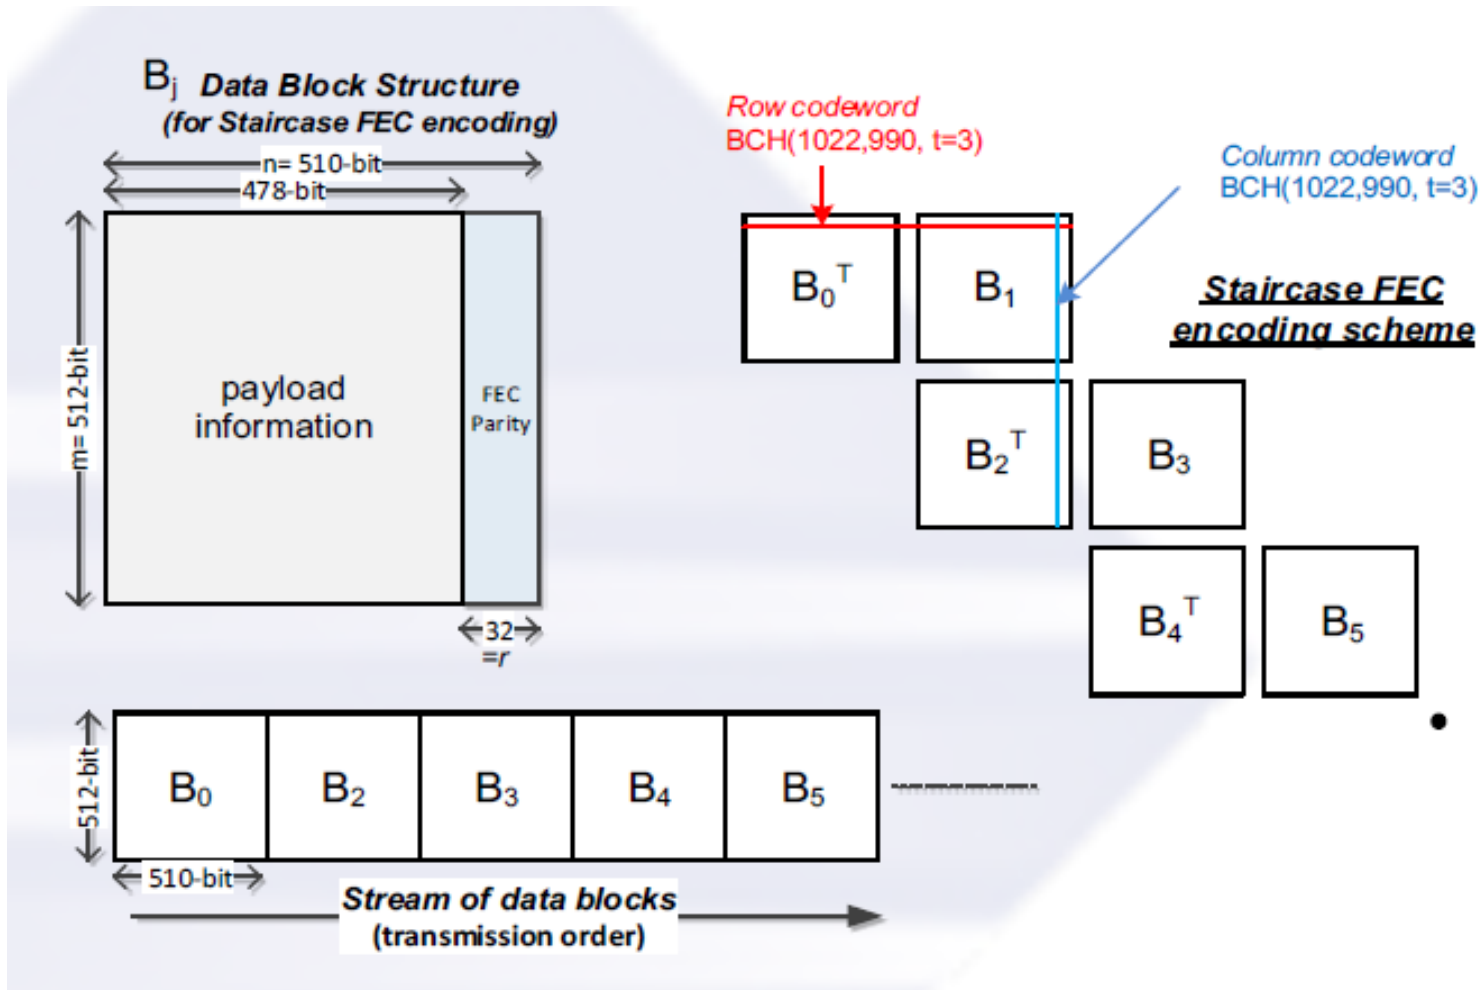 Bj Data Block Structure
(for Staircase FEC encoding)
n= 510-bit
478-bit
m= 512-bit
payload
information
FEC
Parity
32
=r
Row codeword
BCH(1022,990, t=3)
Column codeword
BCH(1022,990, t=3)
B0T
B1
Staircase FEC
encoding scheme
B2T
B3
B4T
B5
512-bit
B0
B2
B3
B4
B5
510-bit
Stream of data blocks
(transmission order)